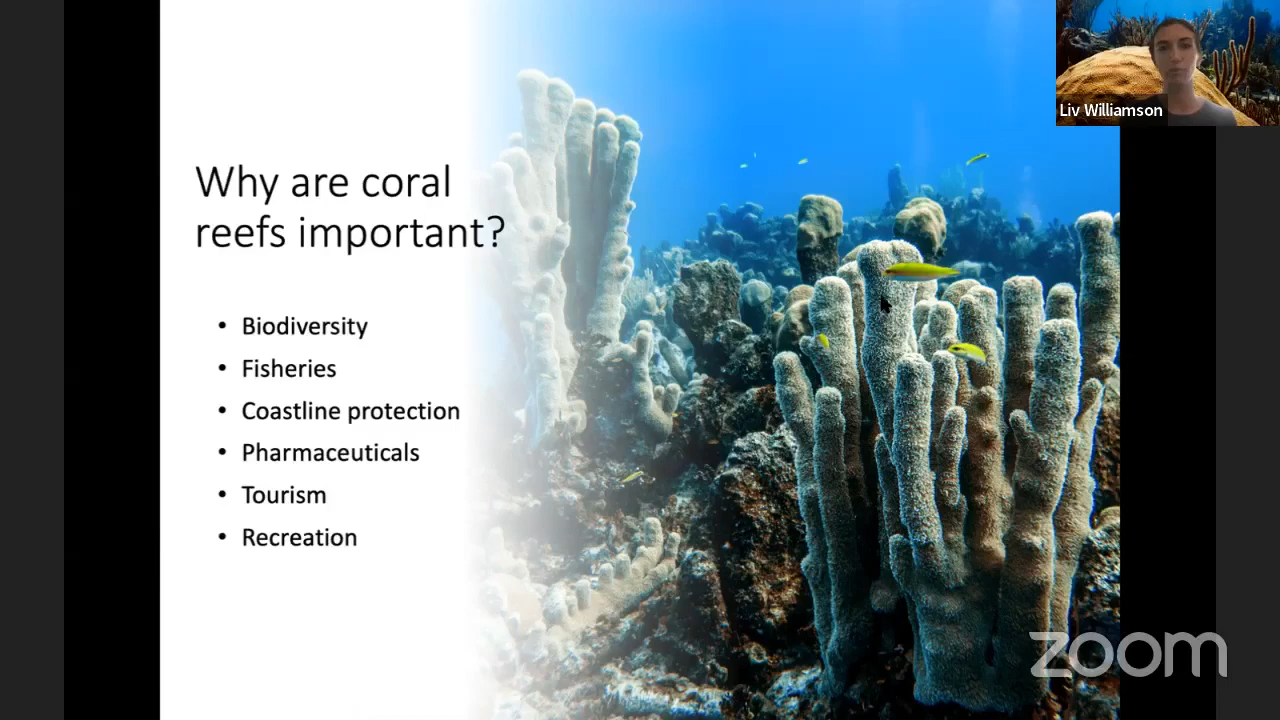 Liv Williamson
Why are coral
reefs important?
• Biodiversity
• Fisheries
• Coastline protection
• Pharmaceuticals
• Tourism
• Recreation
zoom